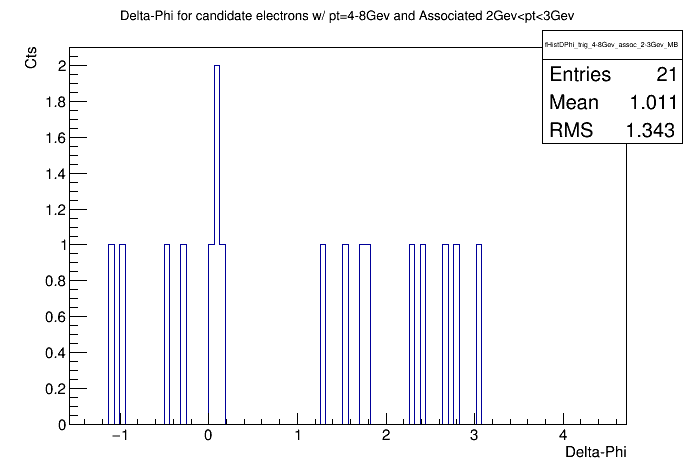 Delta-Phi for candidate electrons w/ pt=4-8Gev and Associated 2Gev<pt<3Gev
fHistDPhi_trig_4-8Gev_assoc_2-3Gev_MB
Entries 21
Mean 1.011
RMS 1.343
Cts
2
1.8
1.6
1.4
1.2
1
0.8
0.6
0.4
0.2
0
−1 0 1 2 3 4
Delta-Phi